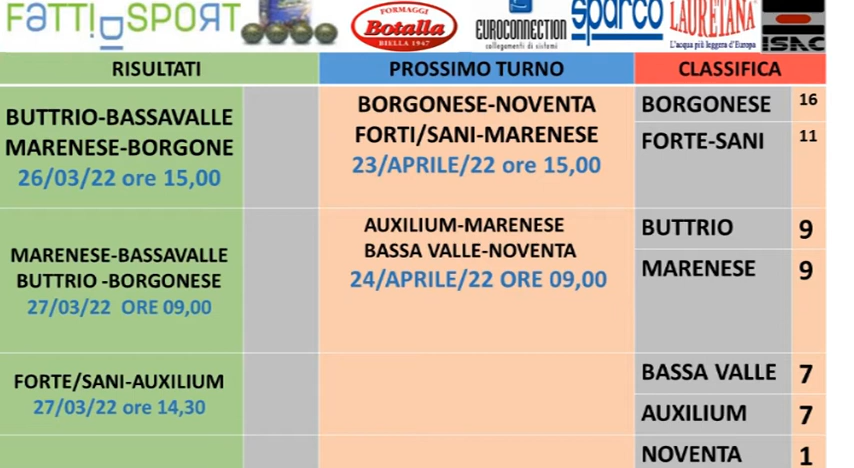 FATTIDISPORT
FORMAGGI
Botalla
BIELLA 1947
EUROCONNECTION
collegamenti di sistemi
sparco
LAURETANA
L'acqua più leggera d'Europa
ISAC
RISULTATI
PROSSIMO TURNO
CLASSIFICA
BUTTRIO-BASSAVALLE
MARENESE-BORGONE
26/03/22 ore 15,00
BORGONESE-NOVENTA
FORTI/SANI-MARENESE
23/APRILE/22 ore 15,00
BORGONESE 16
FORTE-SANI 11
MARENESE-BASSAVALLE
BUTTRIO -BORGONESE
27/03/22 ORE 09,00
AUXILIUM-MARENESE
BASSA VALLE-NOVENTA
24/APRILE/22 ORE 09,00
BUTTRIO 9
MARENESE 9
FORTE/SANI-AUXILIUM
27/03/22 ore 14,30
BASSA VALLE 7
AUXILIUM 7
NOVENTA 1